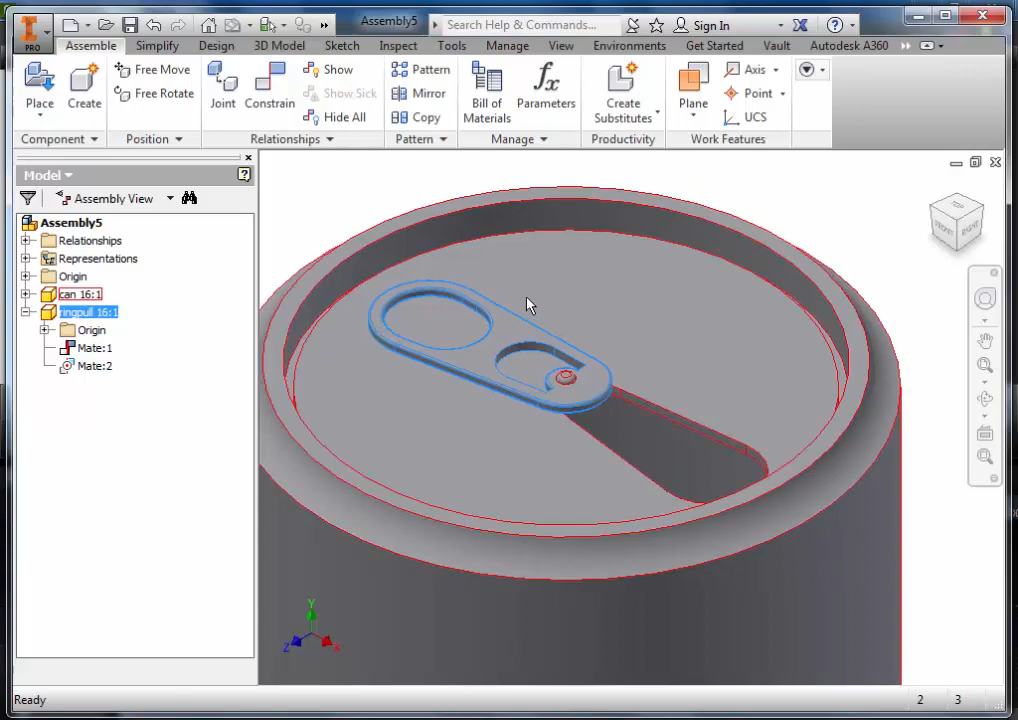 PRO
Assembly5
Search Help & Commands...
Sign In
Assemble Simplify Design 3D Model Sketch Inspect Tools Manage View Environments Get Started Vault Autodesk A360
Place Create Free Move Free Rotate
Joint Constrain Show Show Sick Hide All
Pattern Mirror Copy
Bill of Materials Parameters
Create Substitutes
Plane Axis Point UCS
Component Position Relationships Pattern Manage Productivity Work Features
Model
Assembly View
Assembly5
Relationships
Representations
Origin
can 16:1
ringpull 16:1
Origin
Mate:1
Mate:2
TOP
FRONT
RIGHT
Y
Z
X
Ready 2 3